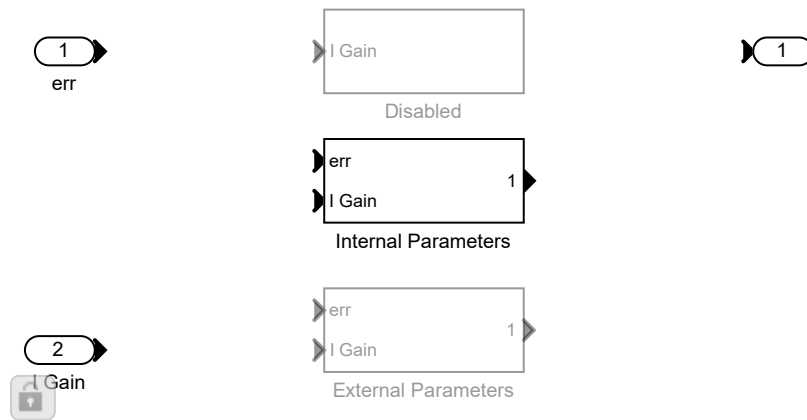 1
err
I Gain
Disabled
1
err
I Gain
1
Internal Parameters
2
I Gain
err
I Gain
1
External Parameters